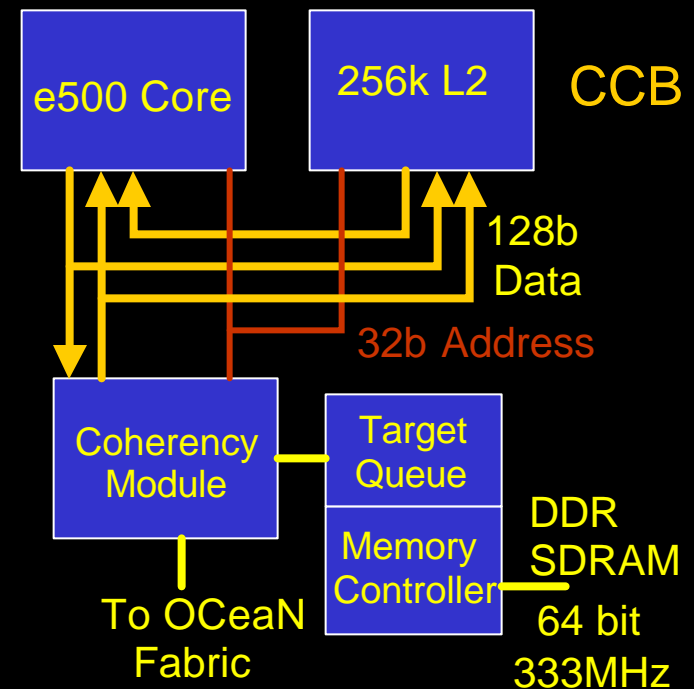 e500 Core
256k L2
CCB
128b
Data
32b Address
Coherency
Module
Target
Queue
Memory
Controller
DDR
SDRAM
64 bit
333MHz
To OCeaN
Fabric